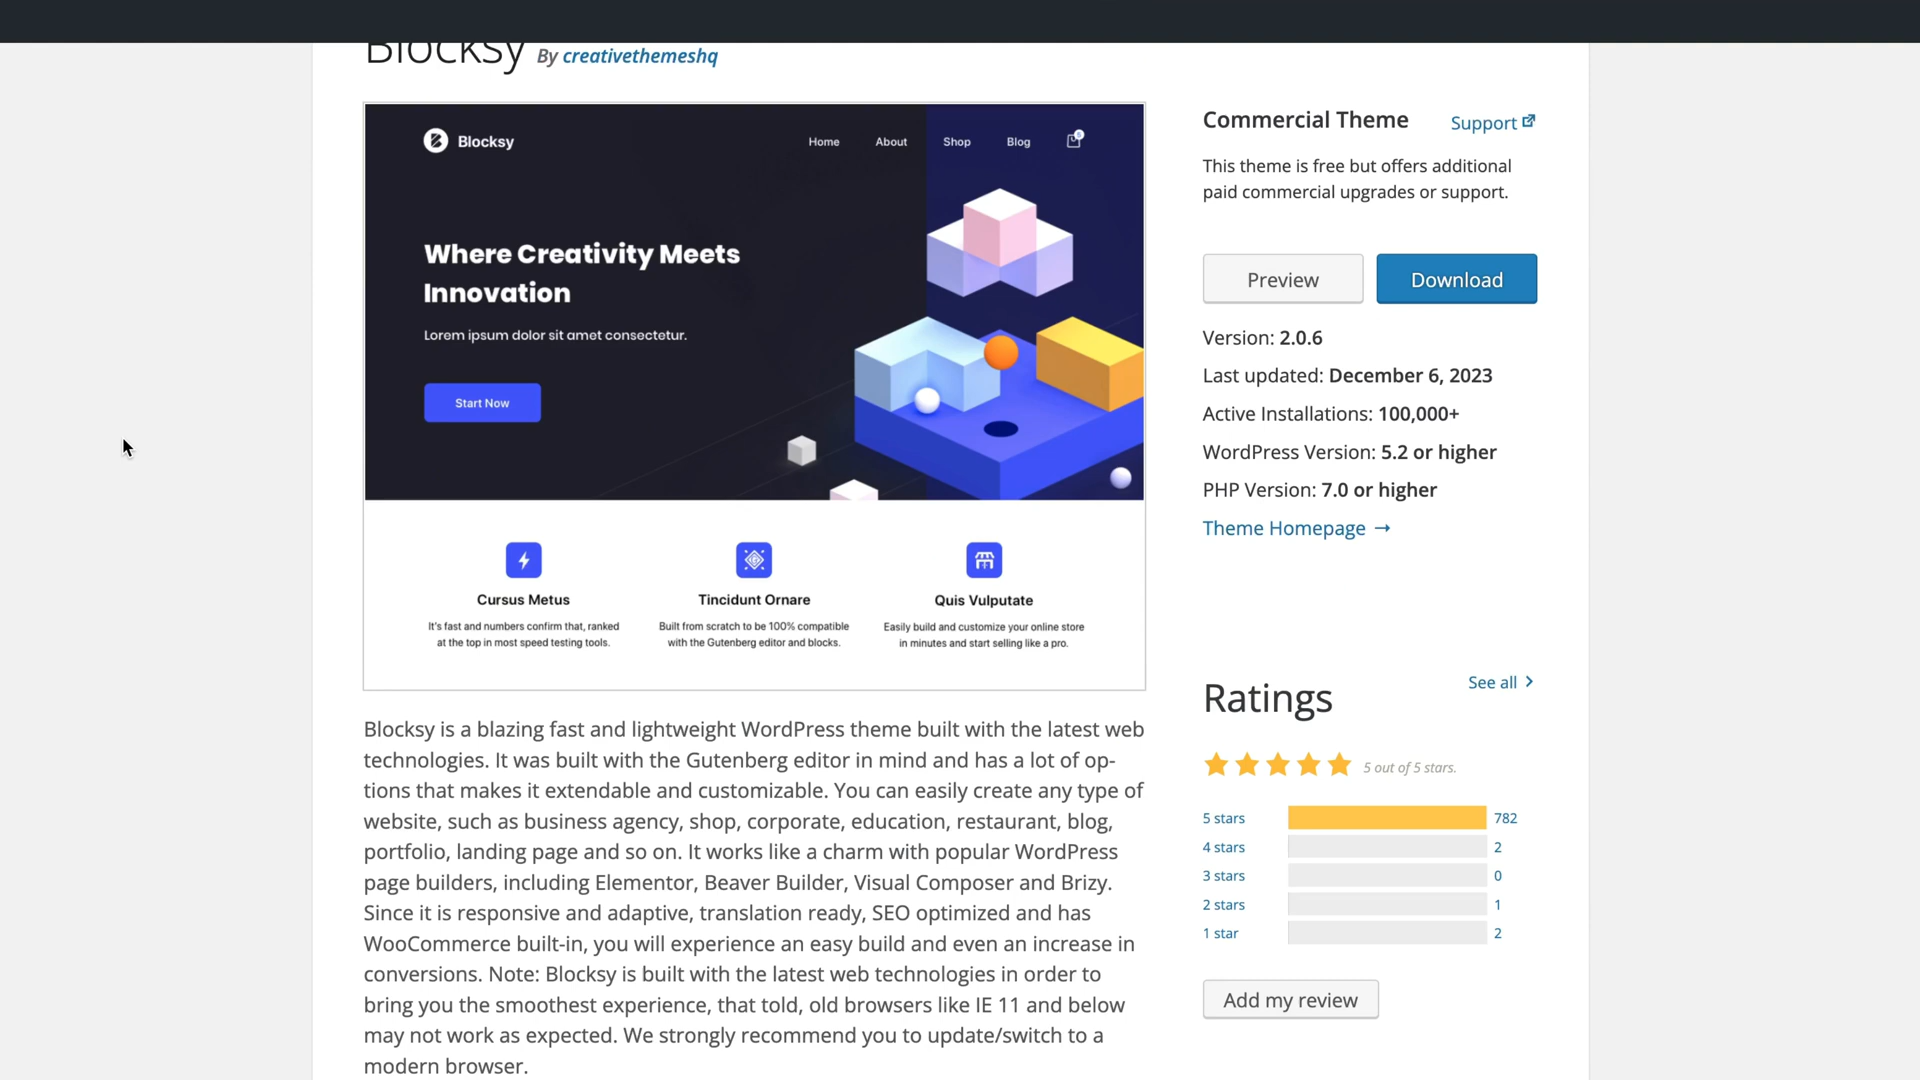 Blocksy By creativethemeshq
Blocksy
Home About Shop Blog
0
Where Creativity Meets
Innovation
Lorem ipsum dolor sit amet consectetur.
Start Now
Cursus Metus
It's fast and numbers confirm that, ranked
at the top in most speed testing tools.
Tincidunt Ornare
Built from scratch to be 100% compatible
with the Gutenberg editor and blocks.
Quis Vulputate
Easily build and customize your online store
in minutes and start selling like a pro.
Blocksy is a blazing fast and lightweight WordPress theme built with the latest web
technologies. It was built with the Gutenberg editor in mind and has a lot of op-
tions that makes it extendable and customizable. You can easily create any type of
website, such as business agency, shop, corporate, education, restaurant, blog,
portfolio, landing page and so on. It works like a charm with popular WordPress
page builders, including Elementor, Beaver Builder, Visual Composer and Brizy.
Since it is responsive and adaptive, translation ready, SEO optimized and has
WooCommerce built-in, you will experience an easy build and even an increase in
conversions. Note: Blocksy is built with the latest web technologies in order to
bring you the smoothest experience, that told, old browsers like IE 11 and below
may not work as expected. We strongly recommend you to update/switch to a
modern browser.
Commercial Theme Support
This theme is free but offers additional
paid commercial upgrades or support.
Preview Download
Version: 2.0.6
Last updated: December 6, 2023
Active Installations: 100,000+
WordPress Version: 5.2 or higher
PHP Version: 7.0 or higher
Theme Homepage →
Ratings See all
5 out of 5 stars.
5 stars 782
4 stars 2
3 stars 0
2 stars 1
1 star 2
Add my review